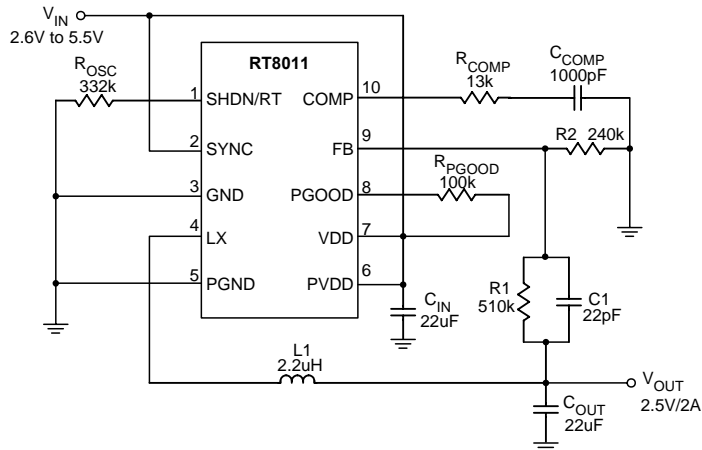 VIN
2.6V to 5.5V
RT8011
ROSC
332k
1
SHDN/RT
COMP
10
RCOMP
13k
CCOMP
1000pF
2
SYNC
FB
9
R2 240k
3
GND
PGOOD
8
RPGOOD
100k
4
LX
VDD
7
5
PGND
PVDD
6
CIN
22uF
R1
510k
C1
22pF
L1
2.2uH
VOUT
2.5V/2A
COUT
22uF